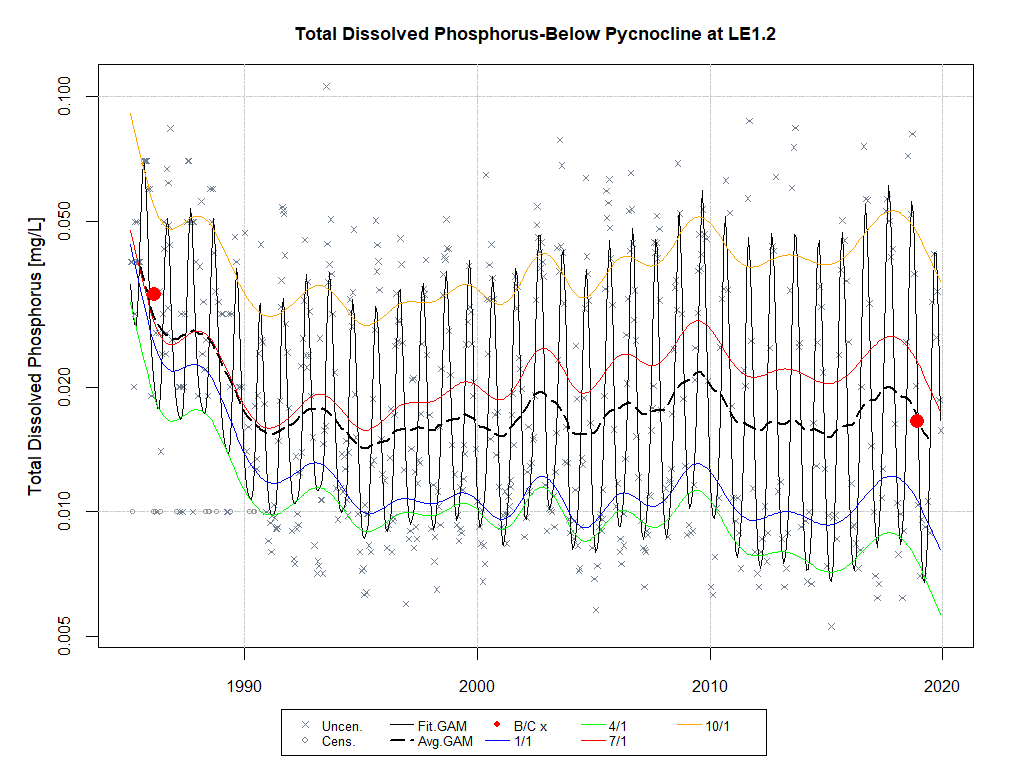 Total Dissolved Phosphorus-Below Pycnocline at LE1.2
Total Dissolved Phosphorus [mg/L]
0.100
0.050
0.020
0.010
0.005
1990 2000 2010 2020
Uncen. Fit.GAM B/C x 4/1 10/1
Cens. Avg.GAM 1/1 7/1